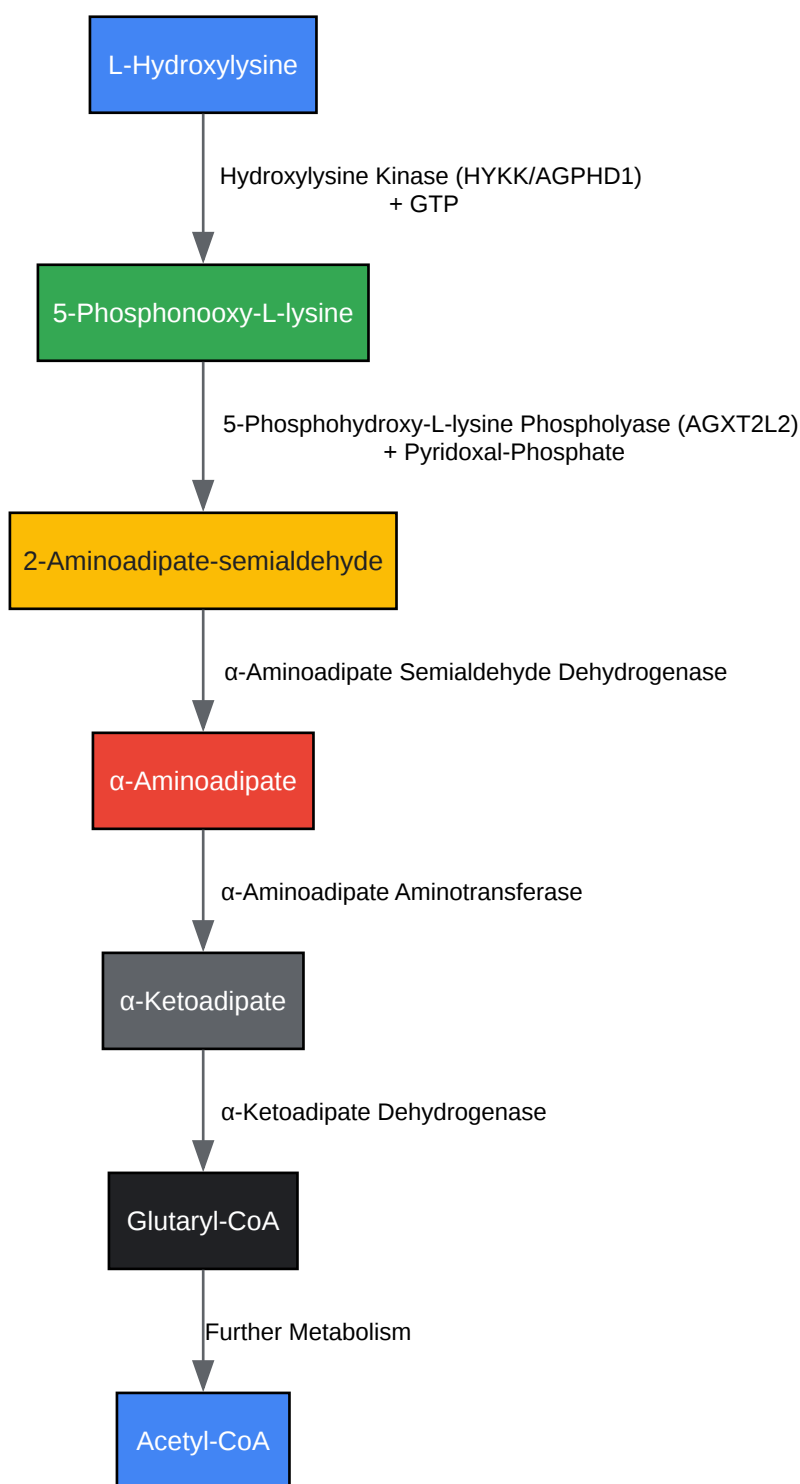 L-Hydroxylysine
Hydroxylysine Kinase (HYKK/AGPHD1)
+ GTP
5-Phosphonooxy-L-lysine
5-Phosphohydroxy-L-lysine Phospholyase (AGXT2L2)
+ Pyridoxal-Phosphate
2-Aminoadipate-semialdehyde
α-Aminoadipate Semialdehyde Dehydrogenase
α-Aminoadipate
α-Aminoadipate Aminotransferase
α-Ketoadipate
α-Ketoadipate Dehydrogenase
Glutaryl-CoA
Further Metabolism
Acetyl-CoA